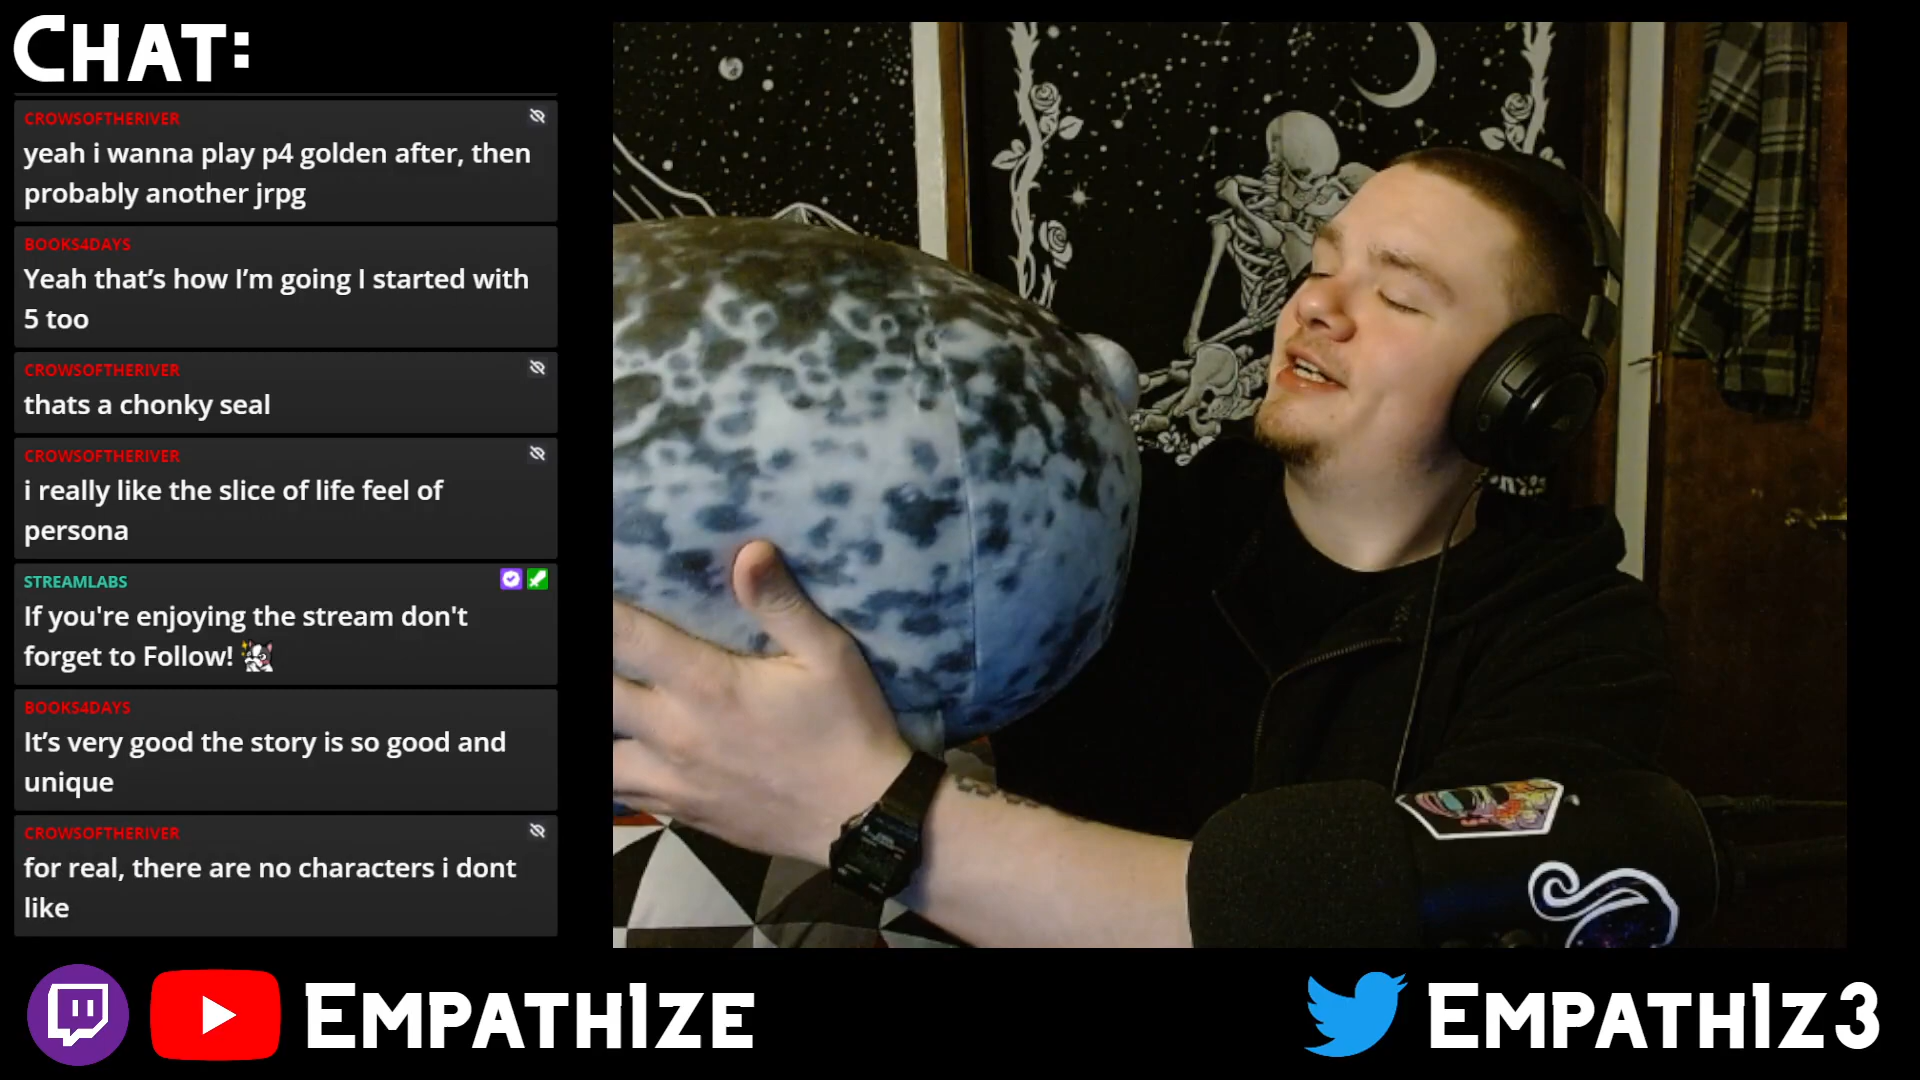 CHAT:
CROWSOFTHERIVER
yeah i wanna play p4 golden after, then
probably another jrpg
BOOKS4DAYS
Yeah that’s how I’m going I started with
5 too
CROWSOFTHERIVER
thats a chonky seal
CROWSOFTHERIVER
i really like the slice of life feel of
persona
STREAMLABS
If you're enjoying the stream don't
forget to Follow!
BOOKS4DAYS
It’s very good the story is so good and
unique
CROWSOFTHERIVER
for real, there are no characters i dont
like
EMPATH1ZE
EMPATH1Z3